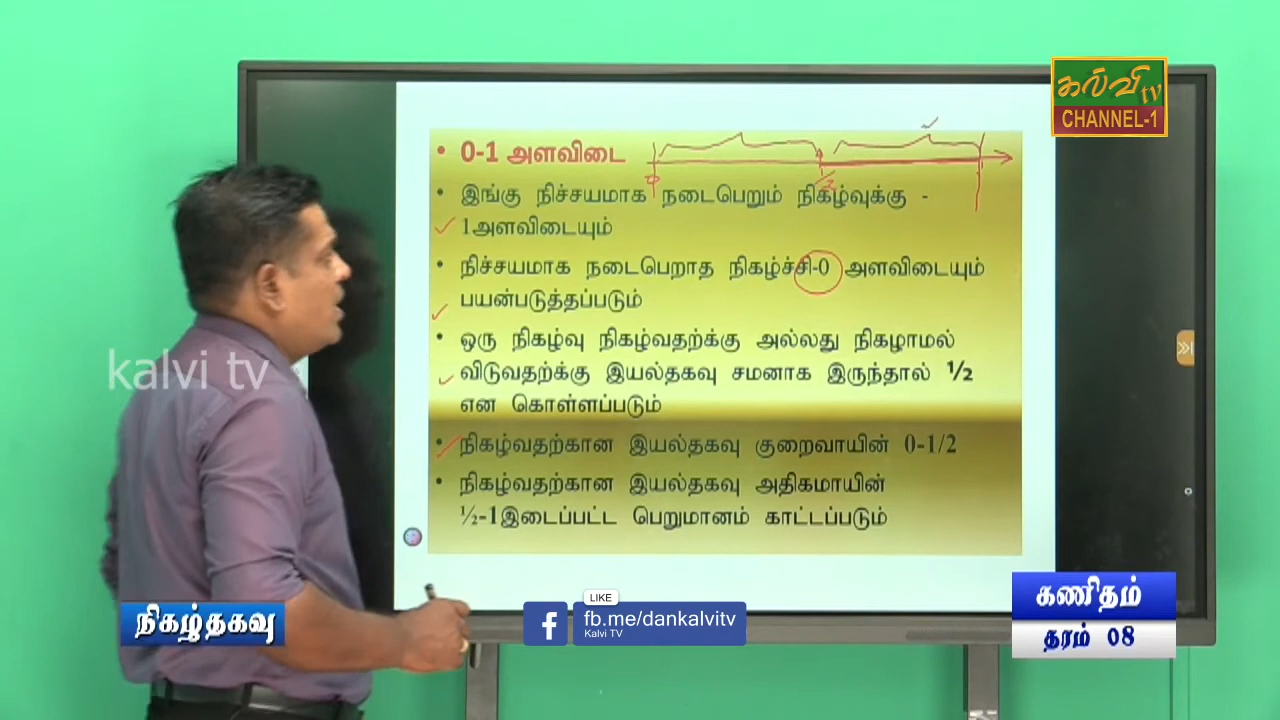 கல்வி tv
CHANNEL-1
• 0-1 அளவிடை
0 1/2
• இங்கு நிச்சயமாக நடைபெறும் நிகழ்வுக்கு -
1அளவிடையும்
• நிச்சயமாக நடைபெறாத நிகழ்ச்சி-0 அளவிடையும்
பயன்படுத்தப்படும்
• ஒரு நிகழ்வு நிகழ்வதற்க்கு அல்லது நிகழாமல்
விடுவதற்க்கு இயல்தகவு சமனாக இருந்தால் ½
என கொள்ளப்படும்
• நிகழ்வதற்கான இயல்தகவு குறைவாயின் 0-1/2
• நிகழ்வதற்கான இயல்தகவு அதிகமாயின்
½-1இடைப்பட்ட பெறுமானம் காட்டப்படும்
kalvi tv
நிகழ்தகவு
LIKE
f fb.me/dankalvitv
Kalvi TV
கணிதம்
தரம் 08